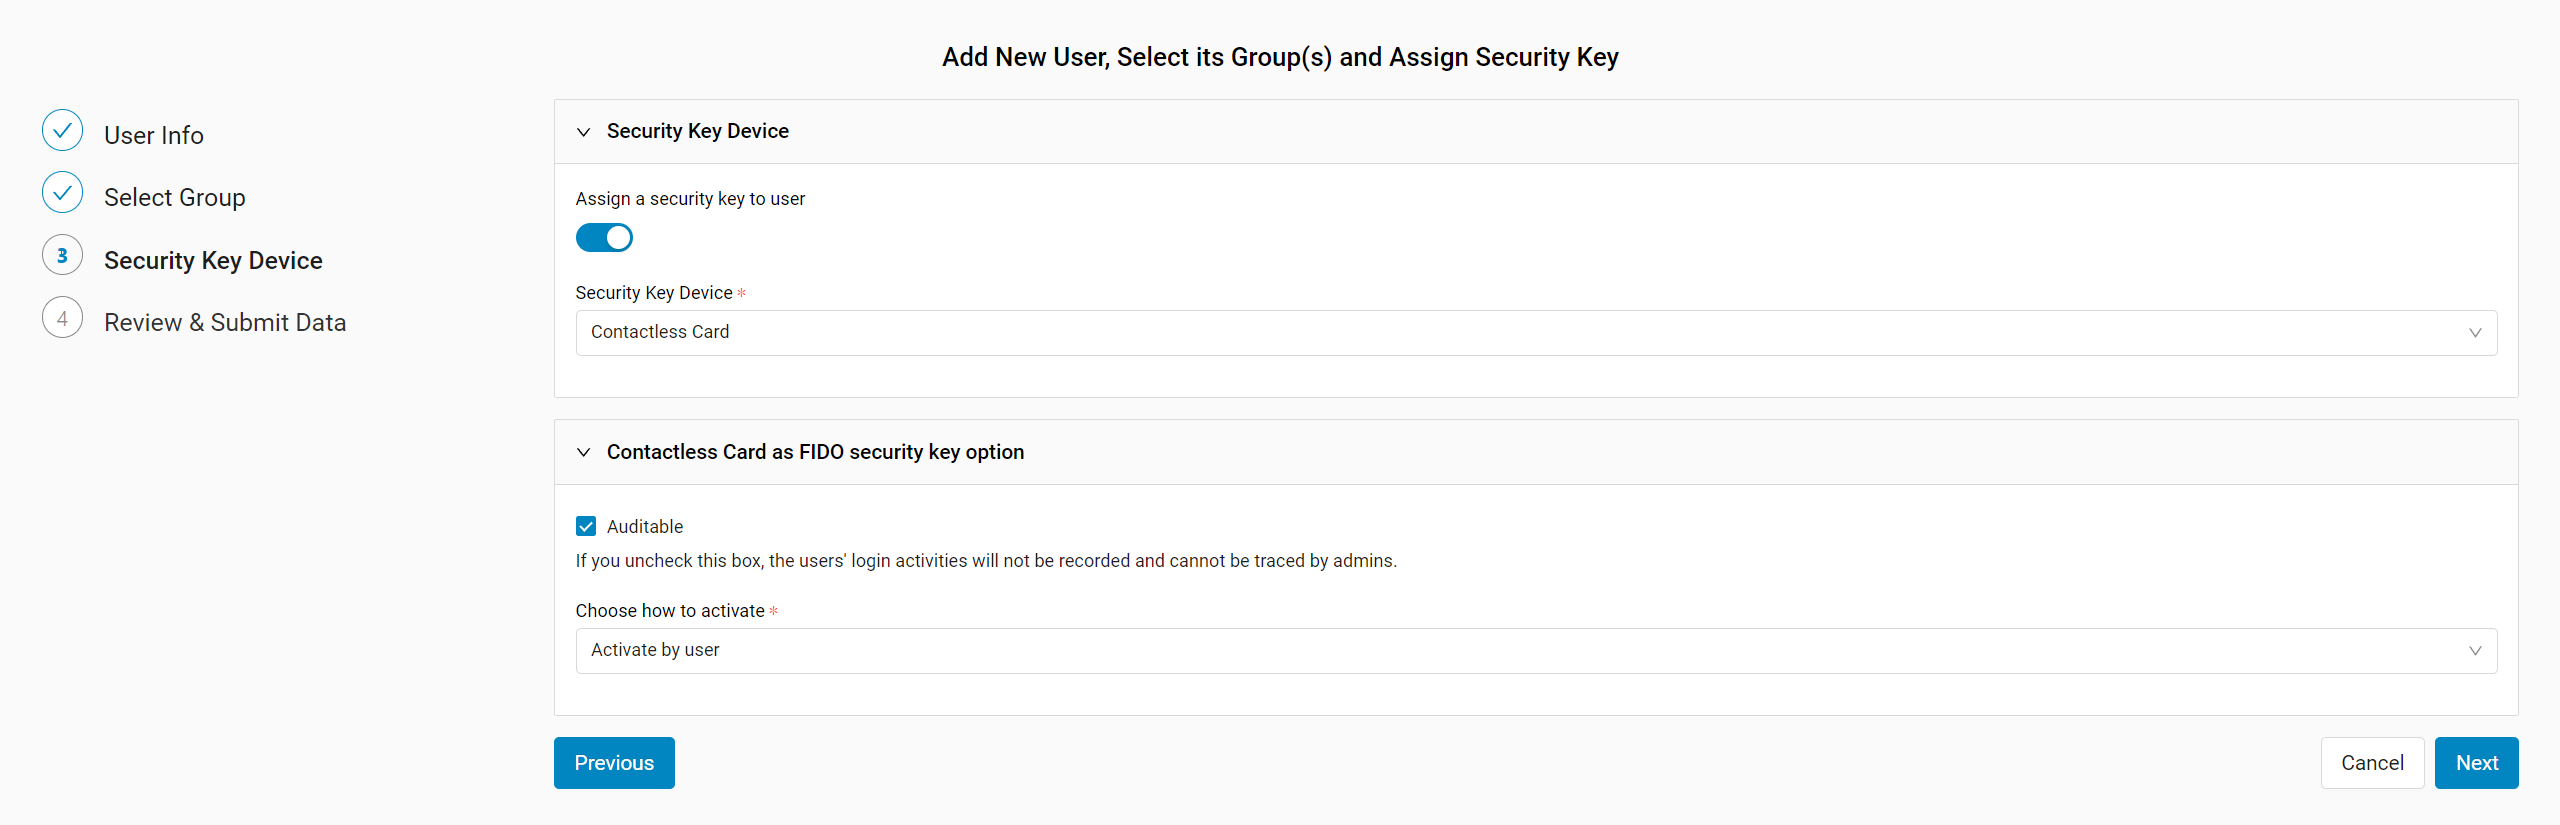 Add New User, Select its Group(s) and Assign Security Key
User Info
Select Group
3
Security Key Device
4
Review & Submit Data
Security Key Device
Assign a security key to user
Security Key Device *
Contactless Card
Contactless Card as FIDO security key option
Auditable
If you uncheck this box, the users' login activities will not be recorded and cannot be traced by admins.
Choose how to activate *
Activate by user
Previous
Cancel
Next